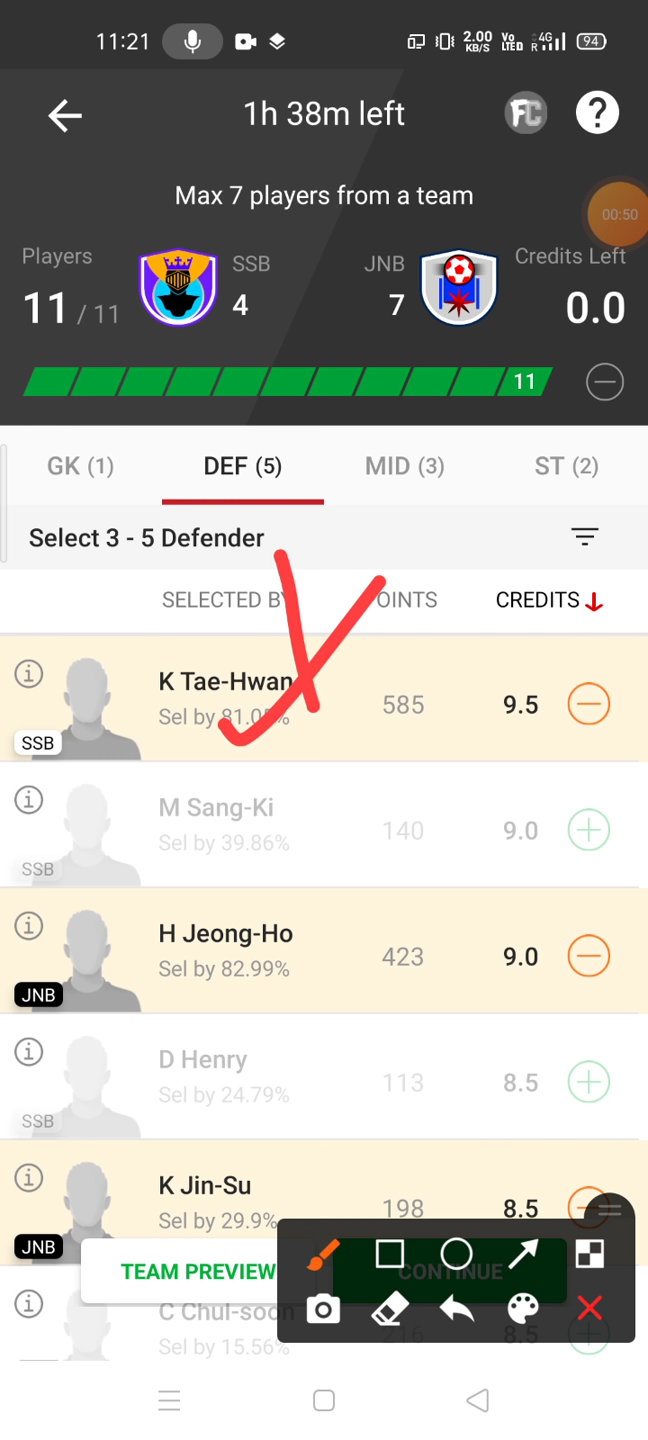 11:21 2.00 KB/S Vo LTED 4G R 94
1h 38m left FC ?
Max 7 players from a team
00:50
Players SSB JNB Credits Left
11 / 11 4 7 0.0
11
GK (1) DEF (5) MID (3) ST (2)
Select 3 - 5 Defender
SELECTED BY OINTS CREDITS
K Tae-Hwan
Sel by 81.0 % 585 9.5
SSB
M Sang-Ki
Sel by 39.86% 140 9.0
SSB
H Jeong-Ho
Sel by 82.99% 423 9.0
JNB
D Henry
Sel by 24.79% 113 8.5
SSB
K Jin-Su
Sel by 29.9% 198 8.5
JNB
TEAM PREVIEW CONTINUE
C Chul-soon
Sel by 15.56% 216 8.5